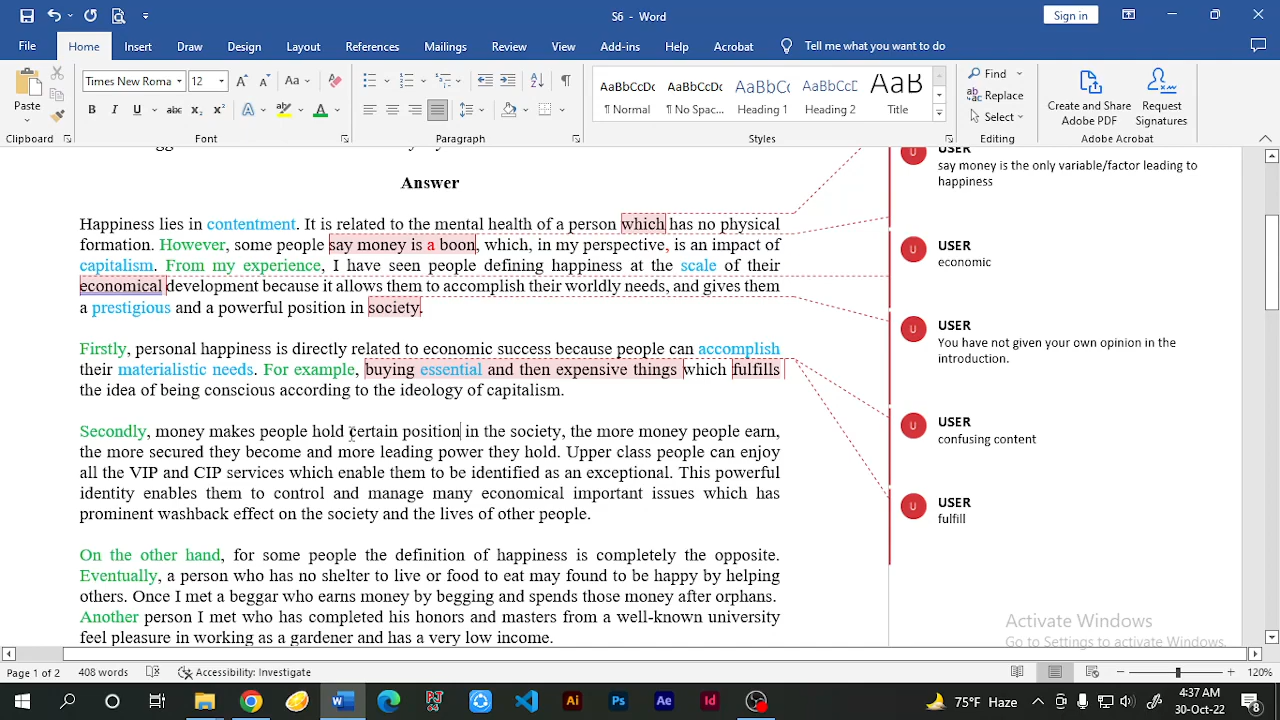 S6 - Word
Sign in
File Home Insert Draw Design Layout References Mailings Review View Add-ins Help Acrobat Tell me what you want to do
Paste
Clipboard
Times New Roma 12
Font
Paragraph
AaBbCcDc AaBbCcDc AaBbCc AaBbCcD AaB
¶ Normal ¶ No Spac... Heading 1 Heading 2 Title
Styles
Find
Replace
Select
Editing
Create and Share Adobe PDF
Request Signatures
Adobe Acrobat
Answer
Happiness lies in contentment. It is related to the mental health of a person which has no physical
formation. However, some people say money is a boon, which, in my perspective, is an impact of
capitalism. From my experience, I have seen people defining happiness at the scale of their
economical development because it allows them to accomplish their worldly needs, and gives them
a prestigious and a powerful position in society.
Firstly, personal happiness is directly related to economic success because people can accomplish
their materialistic needs. For example, buying essential and then expensive things which fulfills
the idea of being conscious according to the ideology of capitalism.
Secondly, money makes people hold certain position in the society, the more money people earn,
the more secured they become and more leading power they hold. Upper class people can enjoy
all the VIP and CIP services which enable them to be identified as an exceptional. This powerful
identity enables them to control and manage many economical important issues which has
prominent washback effect on the society and the lives of other people.
On the other hand, for some people the definition of happiness is completely the opposite.
Eventually, a person who has no shelter to live or food to eat may found to be happy by helping
others. Once I met a beggar who earns money by begging and spends those money after orphans.
Another person I met who has completed his honors and masters from a well-known university
feel pleasure in working as a gardener and has a very low income.
USER
say money is the only variable/factor leading to
happiness
USER
economic
USER
You have not given your own opinion in the
introduction.
USER
confusing content
USER
fulfill
Activate Windows
Go to Settings to activate Windows.
Page 1 of 2 408 words Accessibility: Investigate 120%
75°F Haze
4:37 AM
30-Oct-22
8